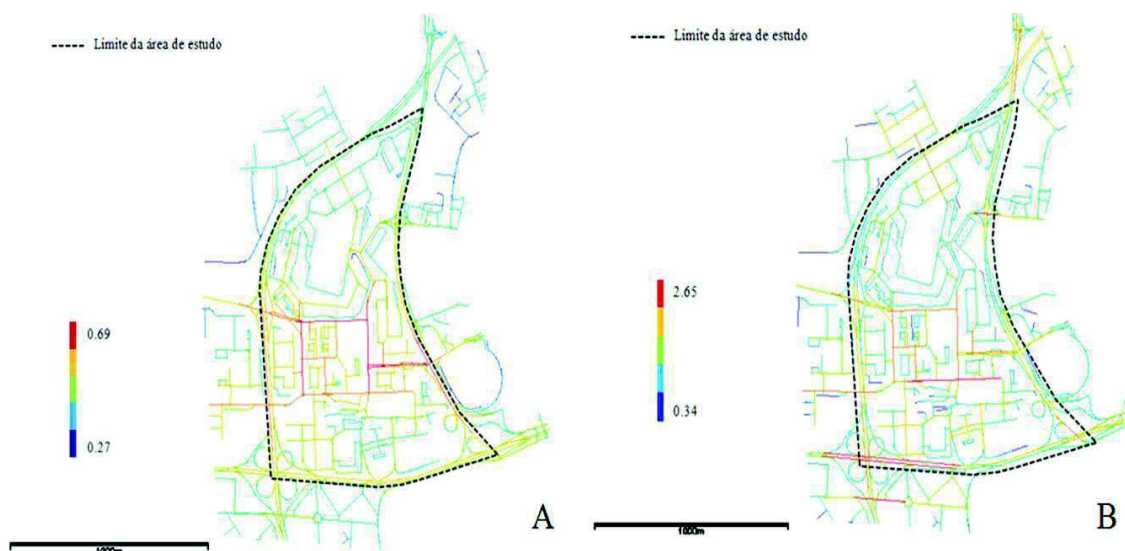 Limite da área de estudo
0.69
0.27
A
1000m
Limite da área de estudo
2.65
0.34
B
1000m